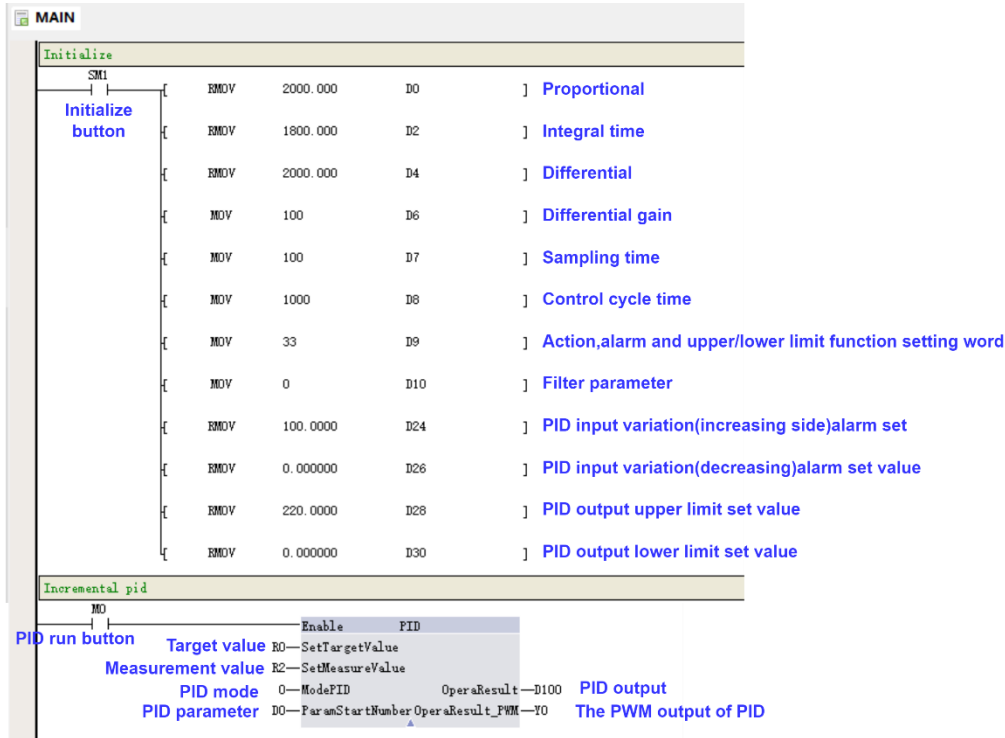 MAIN
Initialize
SM1
Initialize button
RMOV 2000.000 D0 Proportional
RMOV 1800.000 D2 Integral time
RMOV 2000.000 D4 Differential
MOV 100 D6 Differential gain
MOV 100 D7 Sampling time
MOV 1000 D8 Control cycle time
MOV 33 D9 Action,alarm and upper/lower limit function setting word
MOV 0 D10 Filter parameter
RMOV 100.0000 D24 PID input variation(increasing side)alarm set
RMOV 0.000000 D26 PID input variation(decreasing)alarm set value
RMOV 220.0000 D28 PID output upper limit set value
RMOV 0.000000 D30 PID output lower limit set value
Incremental pid
M0
PID run button
Enable PID
Target value R0 SetTargetValue
Measurement value R2 SetMeasureValue
PID mode 0 ModePID OperaResult D100 PID output
PID parameter D0 ParamStartNumber OperaResult_PWM Y0 The PWM output of PID